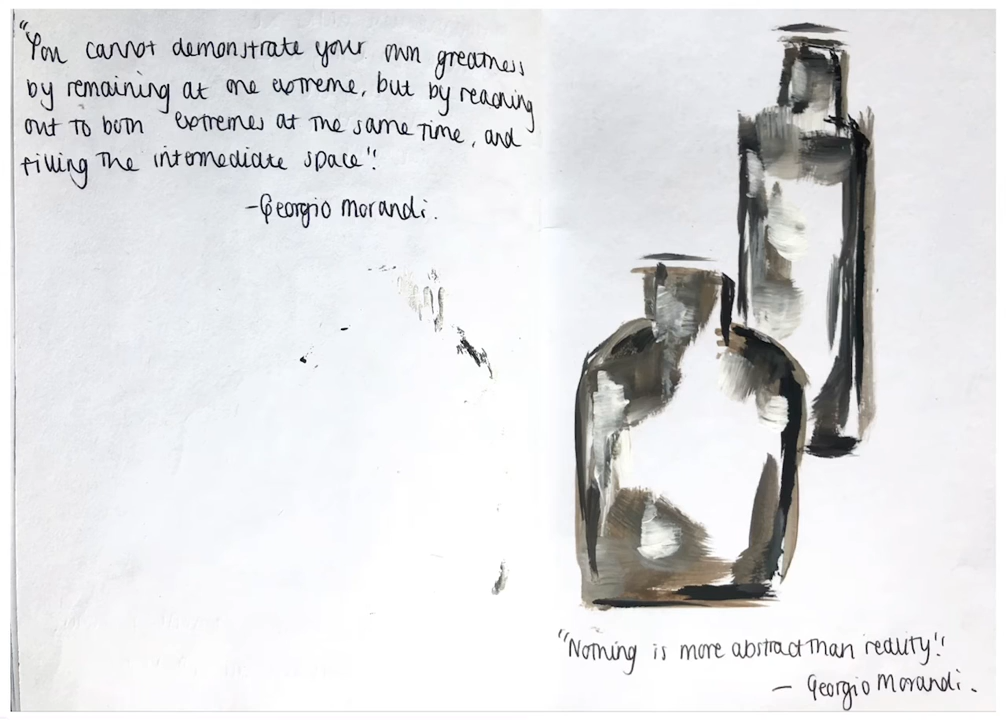 "You cannot demonstrate your own greatness
by remaining at one extreme, but by reaching
out to both extremes at the same time, and
filling the intermediate space"!
-Georgio Morandi.
"Nothing is more abstract than reality"!
- Georgio Morandi.